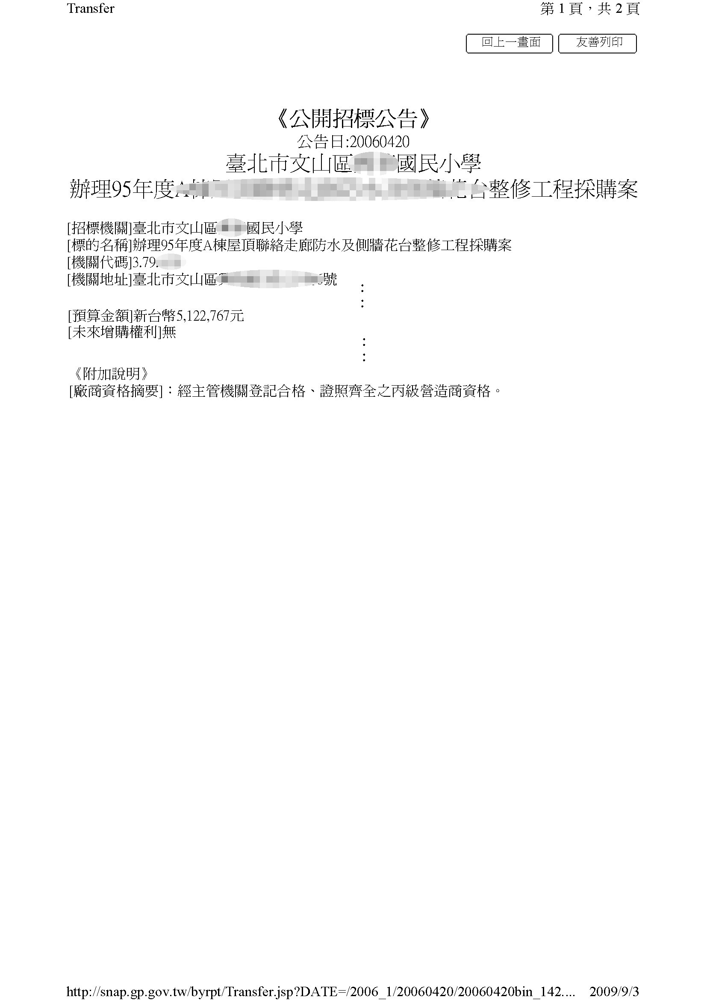 Transfer 第 1 頁，共 2 頁
回上一畫面 友善列印
《公開招標公告》
公告日:20060420
臺北市文山區 國民小學
辦理95年度A棟 花台整修工程採購案
[招標機關]臺北市文山區 國民小學
[標的名稱]辦理95年度A棟屋頂聯絡走廊防水及側牆花台整修工程採購案
[機關代碼]3.79.
[機關地址]臺北市文山區 號
[預算金額]新台幣5,122,767元
[未來增購權利]無
《附加說明》
[廠商資格摘要]：經主管機關登記合格、證照齊全之丙級營造商資格。
http://snap.gp.gov.tw/byrpt/Transfer.jsp?DATE=/2006_1/20060420/20060420bin_142.... 2009/9/3